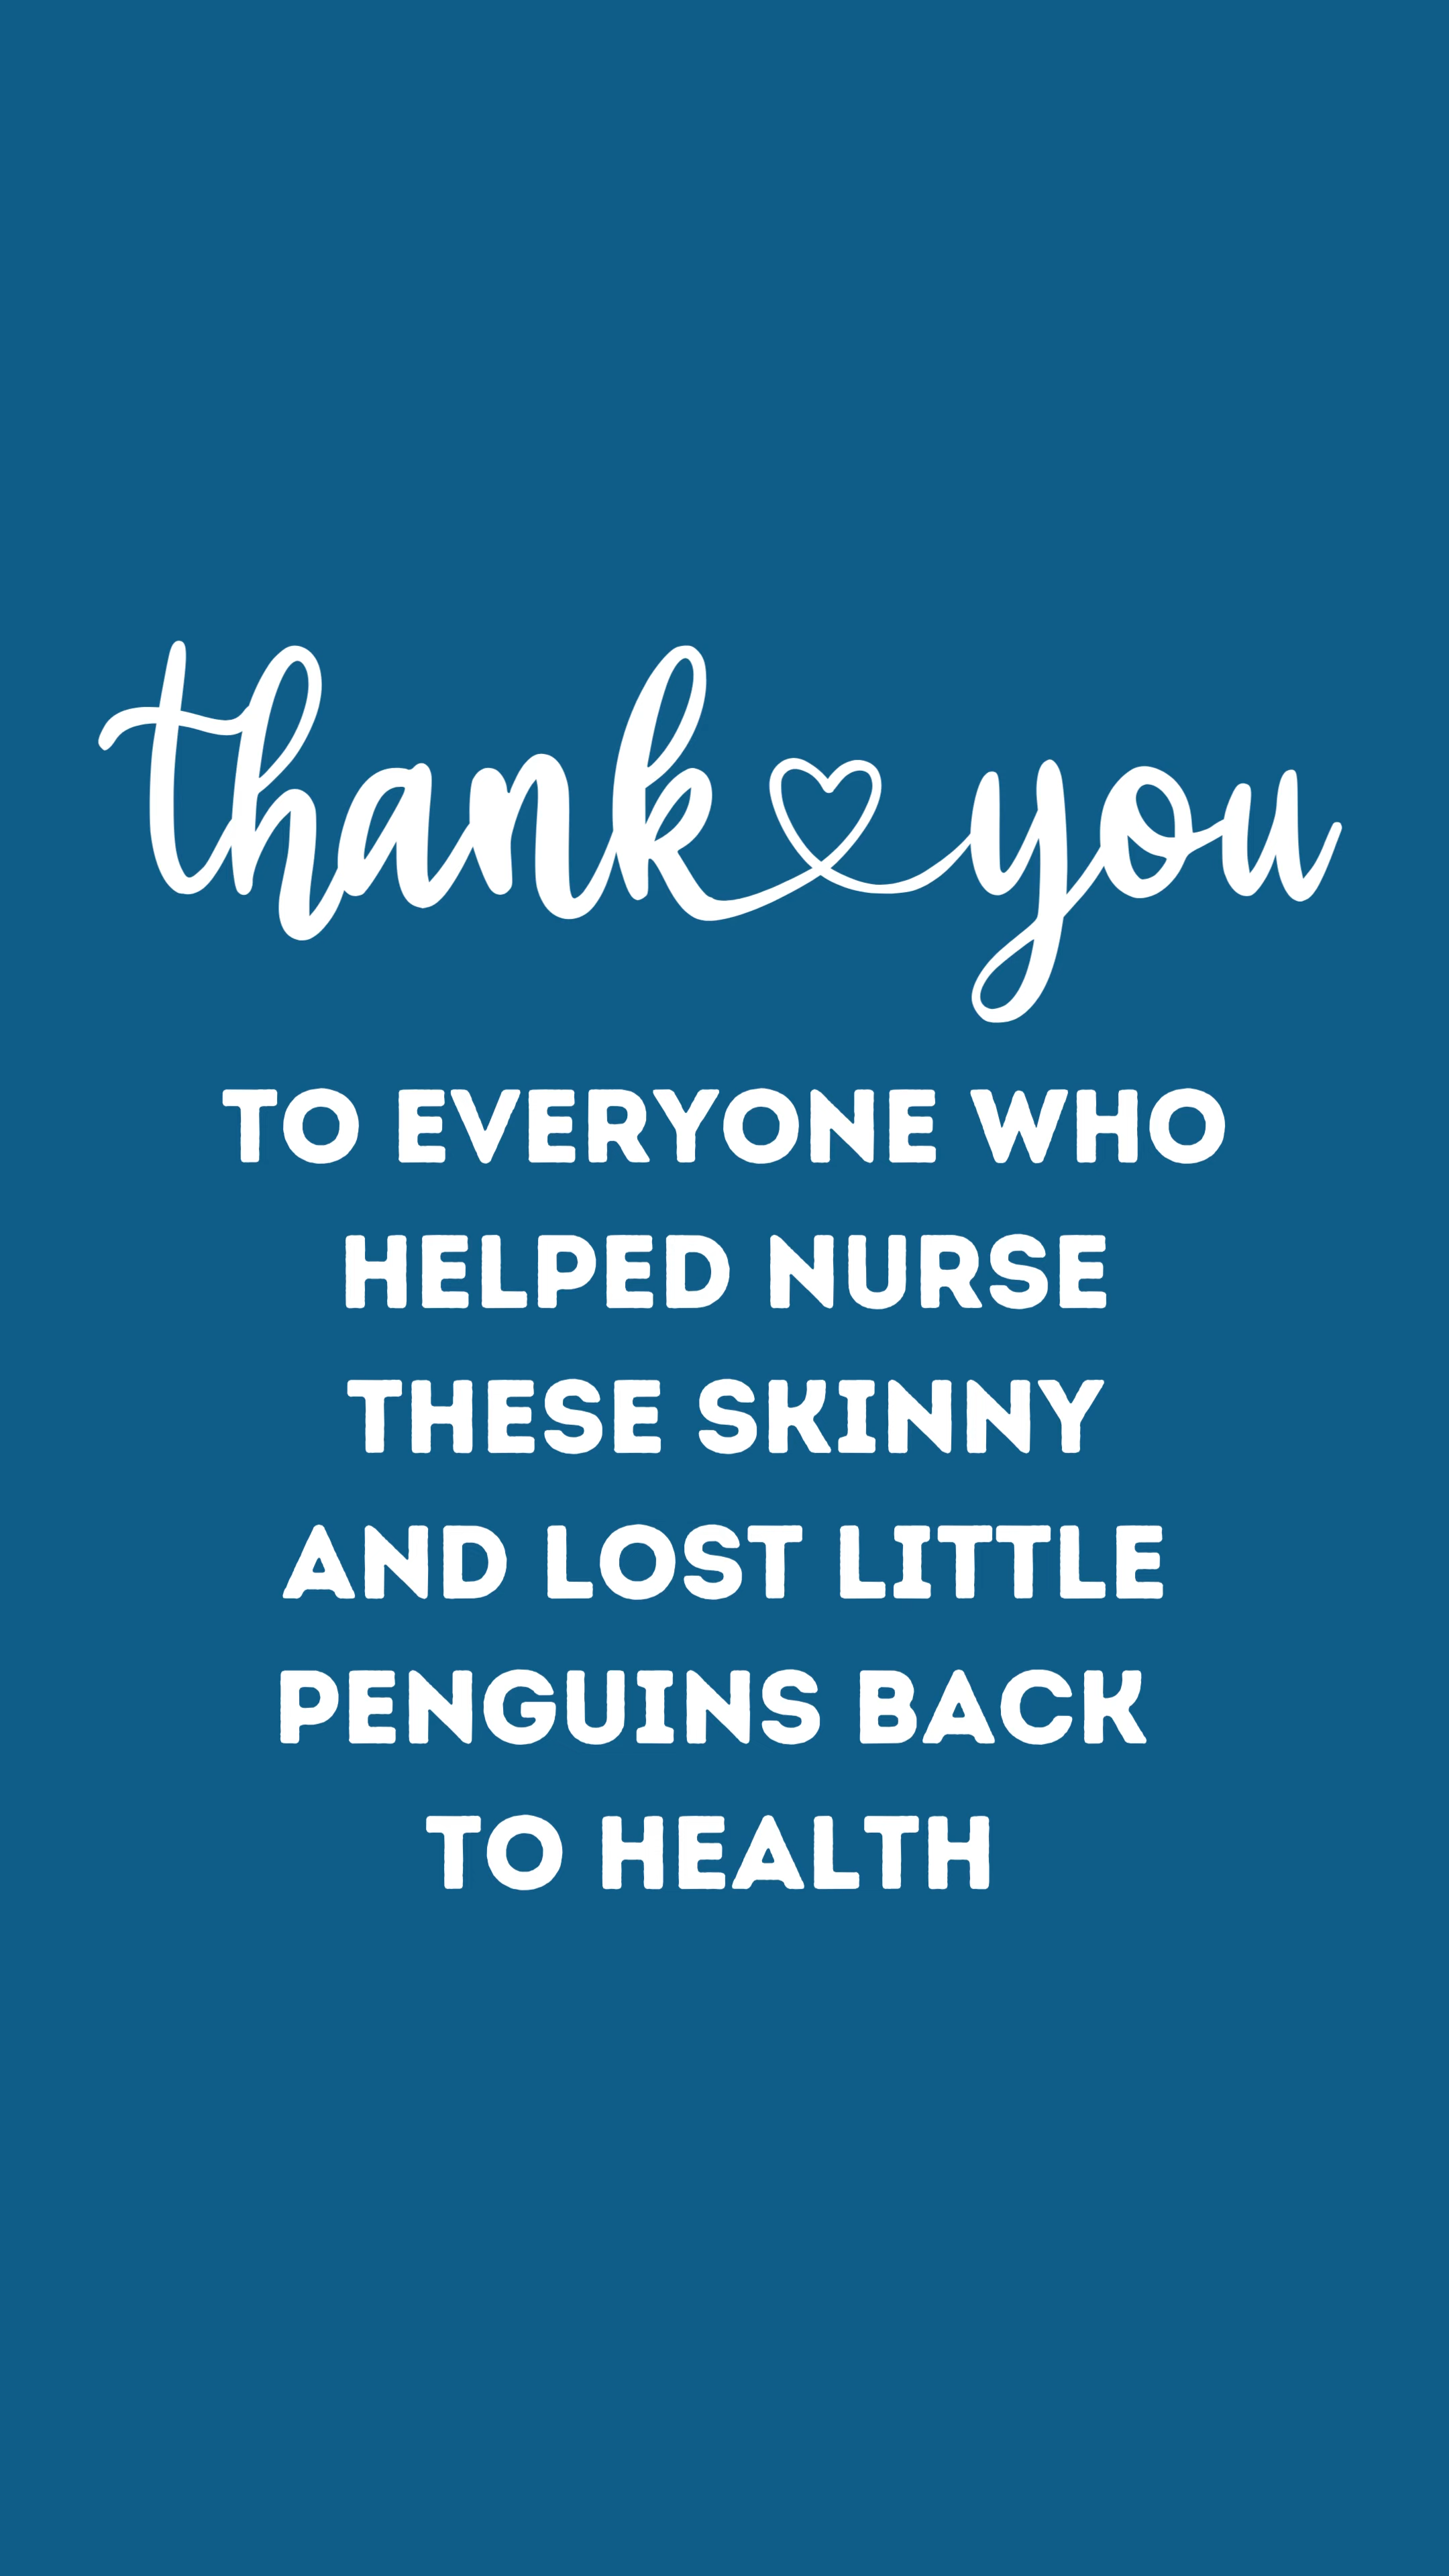 thank you
TO EVERYONE WHO
HELPED NURSE
THESE SKINNY
AND LOST LITTLE
PENGUINS BACK
TO HEALTH